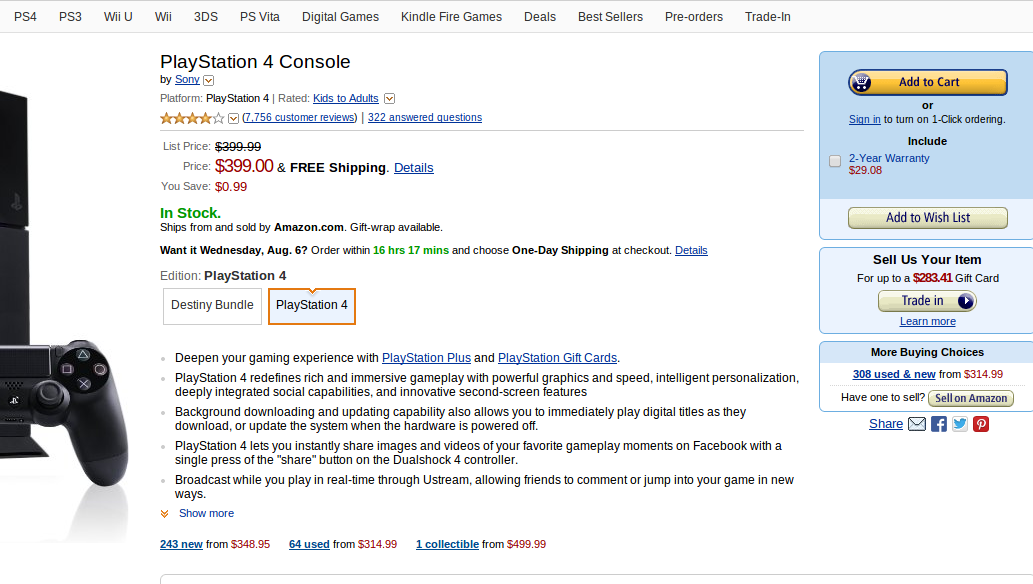 PS4 PS3 Wii U Wii 3DS PS Vita Digital Games Kindle Fire Games Deals Best Sellers Pre-orders Trade-In
PlayStation 4 Console
by Sony
Platform: PlayStation 4 | Rated: Kids to Adults
(7,756 customer reviews) | 322 answered questions
List Price: $399.99
Price: $399.00 & FREE Shipping. Details
You Save: $0.99
In Stock.
Ships from and sold by Amazon.com. Gift-wrap available.
Want it Wednesday, Aug. 6? Order within 16 hrs 17 mins and choose One-Day Shipping at checkout. Details
Edition: PlayStation 4
Destiny Bundle PlayStation 4
Deepen your gaming experience with PlayStation Plus and PlayStation Gift Cards.
PlayStation 4 redefines rich and immersive gameplay with powerful graphics and speed, intelligent personalization,
deeply integrated social capabilities, and innovative second-screen features
Background downloading and updating capability also allows you to immediately play digital titles as they
download, or update the system when the hardware is powered off.
PlayStation 4 lets you instantly share images and videos of your favorite gameplay moments on Facebook with a
single press of the "share" button on the Dualshock 4 controller.
Broadcast while you play in real-time through Ustream, allowing friends to comment or jump into your game in new
ways.
Show more
243 new from $348.95 64 used from $314.99 1 collectible from $499.99
Add to Cart
or
Sign in to turn on 1-Click ordering.
Include
2-Year Warranty
$29.08
Add to Wish List
Sell Us Your Item
For up to a $283.41 Gift Card
Trade in
Learn more
More Buying Choices
308 used & new from $314.99
Have one to sell? Sell on Amazon
Share